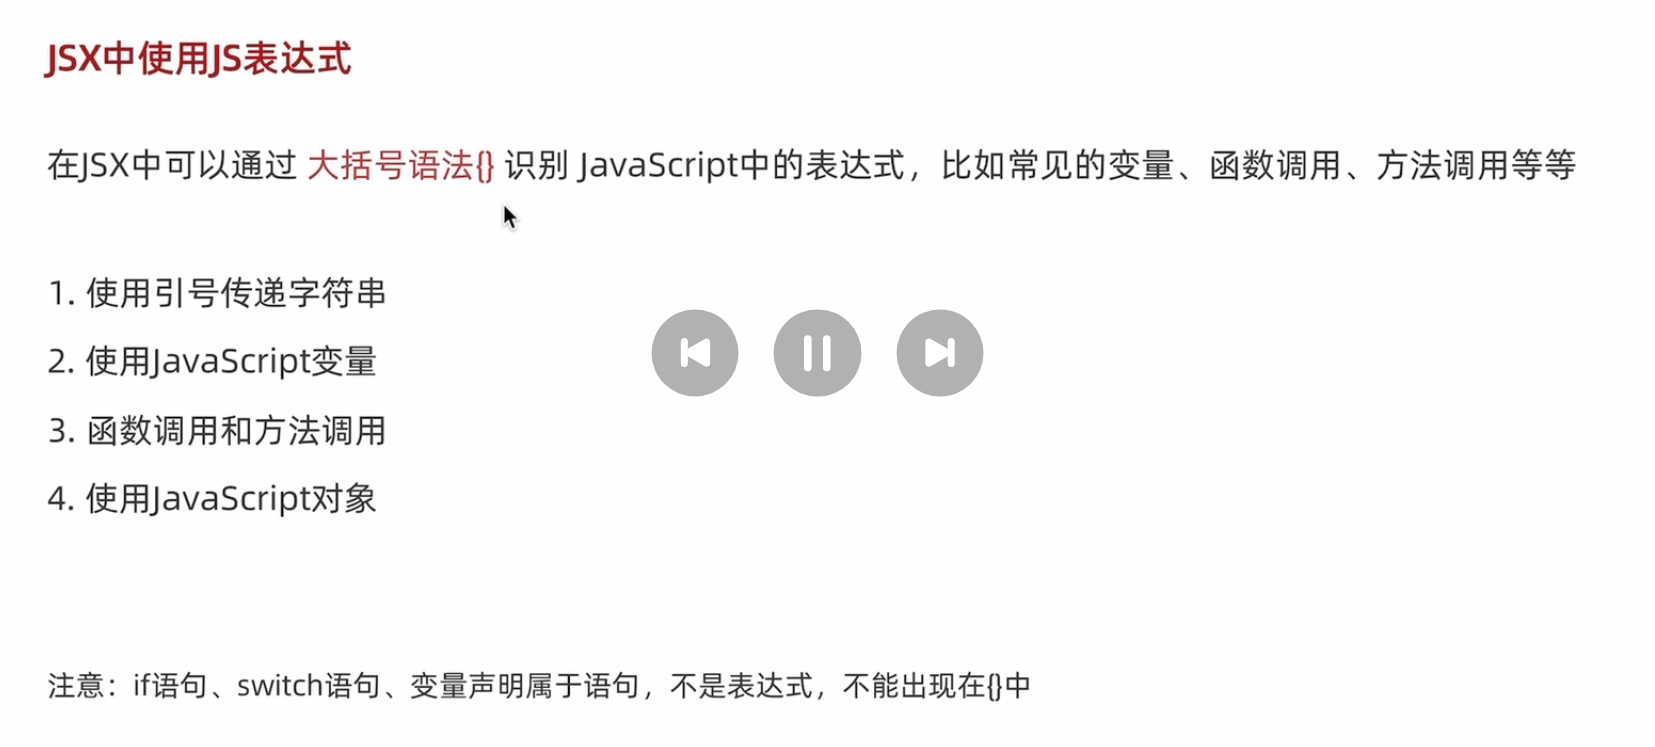 JSX中使用JS表达式
在JSX中可以通过 大括号语法{} 识别 JavaScript中的表达式，比如常见的变量、函数调用、方法调用等等
1. 使用引号传递字符串
2. 使用JavaScript变量
3. 函数调用和方法调用
4. 使用JavaScript对象
注意：if语句、switch语句、变量声明属于语句，不是表达式，不能出现在{}中